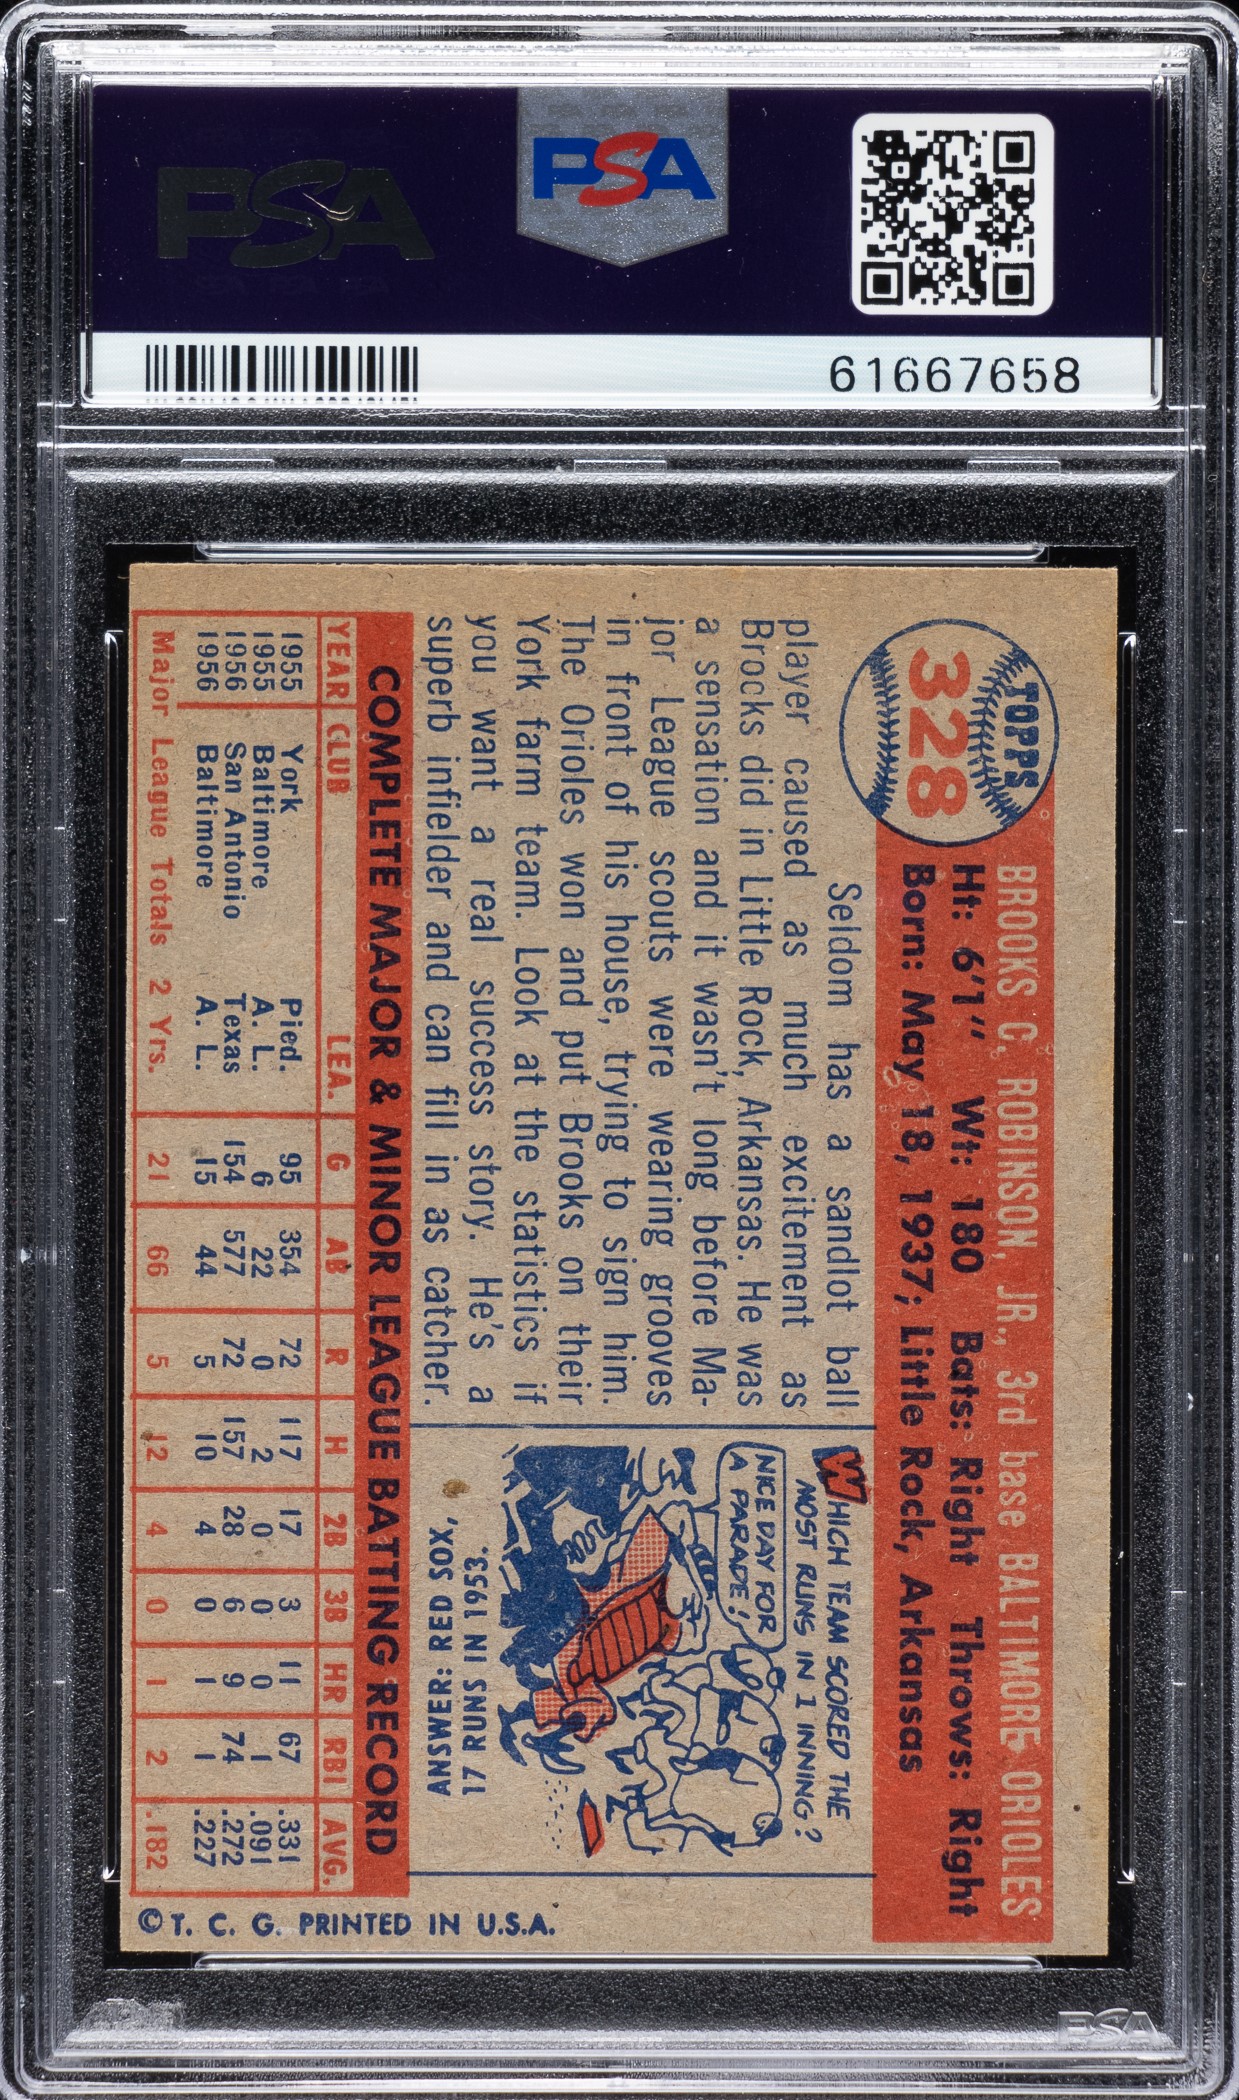 PSA
PSA
61667658
TOPPS
328
BROOKS C. ROBINSON, JR., 3rd base BALTIMORE ORIOLES
Ht: 6'1" Wt: 180 Bats: Right Throws: Right
Born: May 18, 1937; Little Rock, Arkansas
Seldom has a sandlot ball
player caused as much excitement as
Brocks did in Little Rock, Arkansas. He was
a sensation and it wasn't long before Ma-
jor League scouts were wearing grooves
in front of his house, trying to sign him.
The Orioles won and put Brooks on their
York farm team. Look at the statistics if
you want a real success story. He's a
superb infielder and can fill in as catcher.
WHICH TEAM SCORED THE
MOST RUNS IN 1 INNING?
NICE DAY FOR
A PARADE!
ANSWER: RED SOX,
17 RUNS IN 1953.
COMPLETE MAJOR & MINOR LEAGUE BATTING RECORD
YEAR CLUB LEA. G AB R H 2B 3B HR RBI AVG.
1955 York Pied. 95 354 72 117 17 3 11 67 .331
1955 Baltimore A. L. 6 22 0 2 0 0 0 1 .091
1956 San Antonio Texas 154 577 72 157 28 6 9 74 .272
1956 Baltimore A. L. 15 44 5 10 4 0 1 1 .227
Major League Totals 2 Yrs. 21 66 5 12 4 0 1 2 .182
© T. C. G. PRINTED IN U.S.A.
PSA